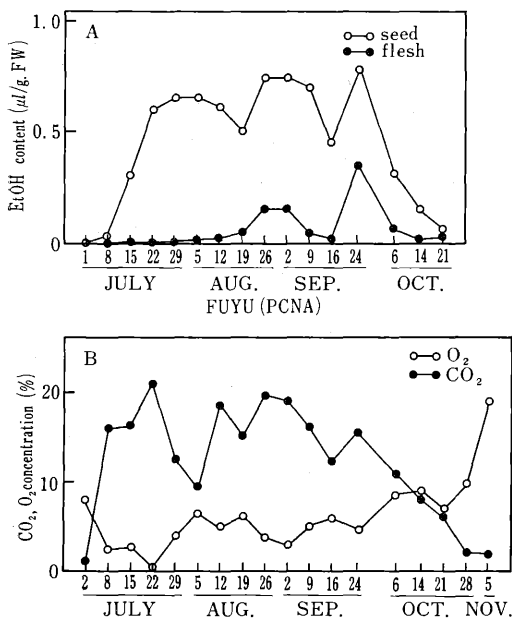 A
seed
flesh
EtOH content (μl/g.FW)
1.0
0.5
0
1 8 15 22 29 5 12 19 26 2 9 16 24 6 14 21
JULY AUG. SEP. OCT.
FUYU (PCNA)
B
O2
CO2
CO2, O2 concentration (%)
20
10
0
2 8 15 22 29 5 12 19 26 2 9 16 24 6 14 21 28 5
JULY AUG. SEP. OCT. NOV.